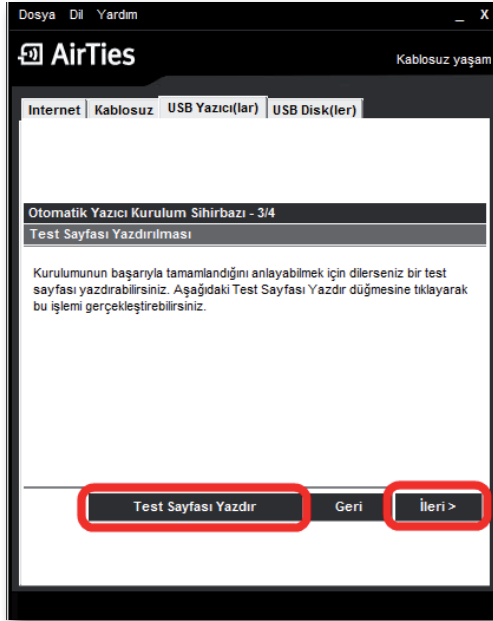 Dosya Dil Yardım _ X
AirTies
Kablosuz yaşam
Internet Kablosuz USB Yazıcı(lar) USB Disk(ler)
Otomatik Yazıcı Kurulum Sihirbazı - 3/4
Test Sayfası Yazdırılması
Kurulumunun başarıyla tamamlandığını anlayabilmek için dilerseniz bir test
sayfası yazdırabilirsiniz. Aşağıdaki Test Sayfası Yazdır düğmesine tıklayarak
bu işlemi gerçekleştirebilirsiniz.
Test Sayfası Yazdır Geri İleri >